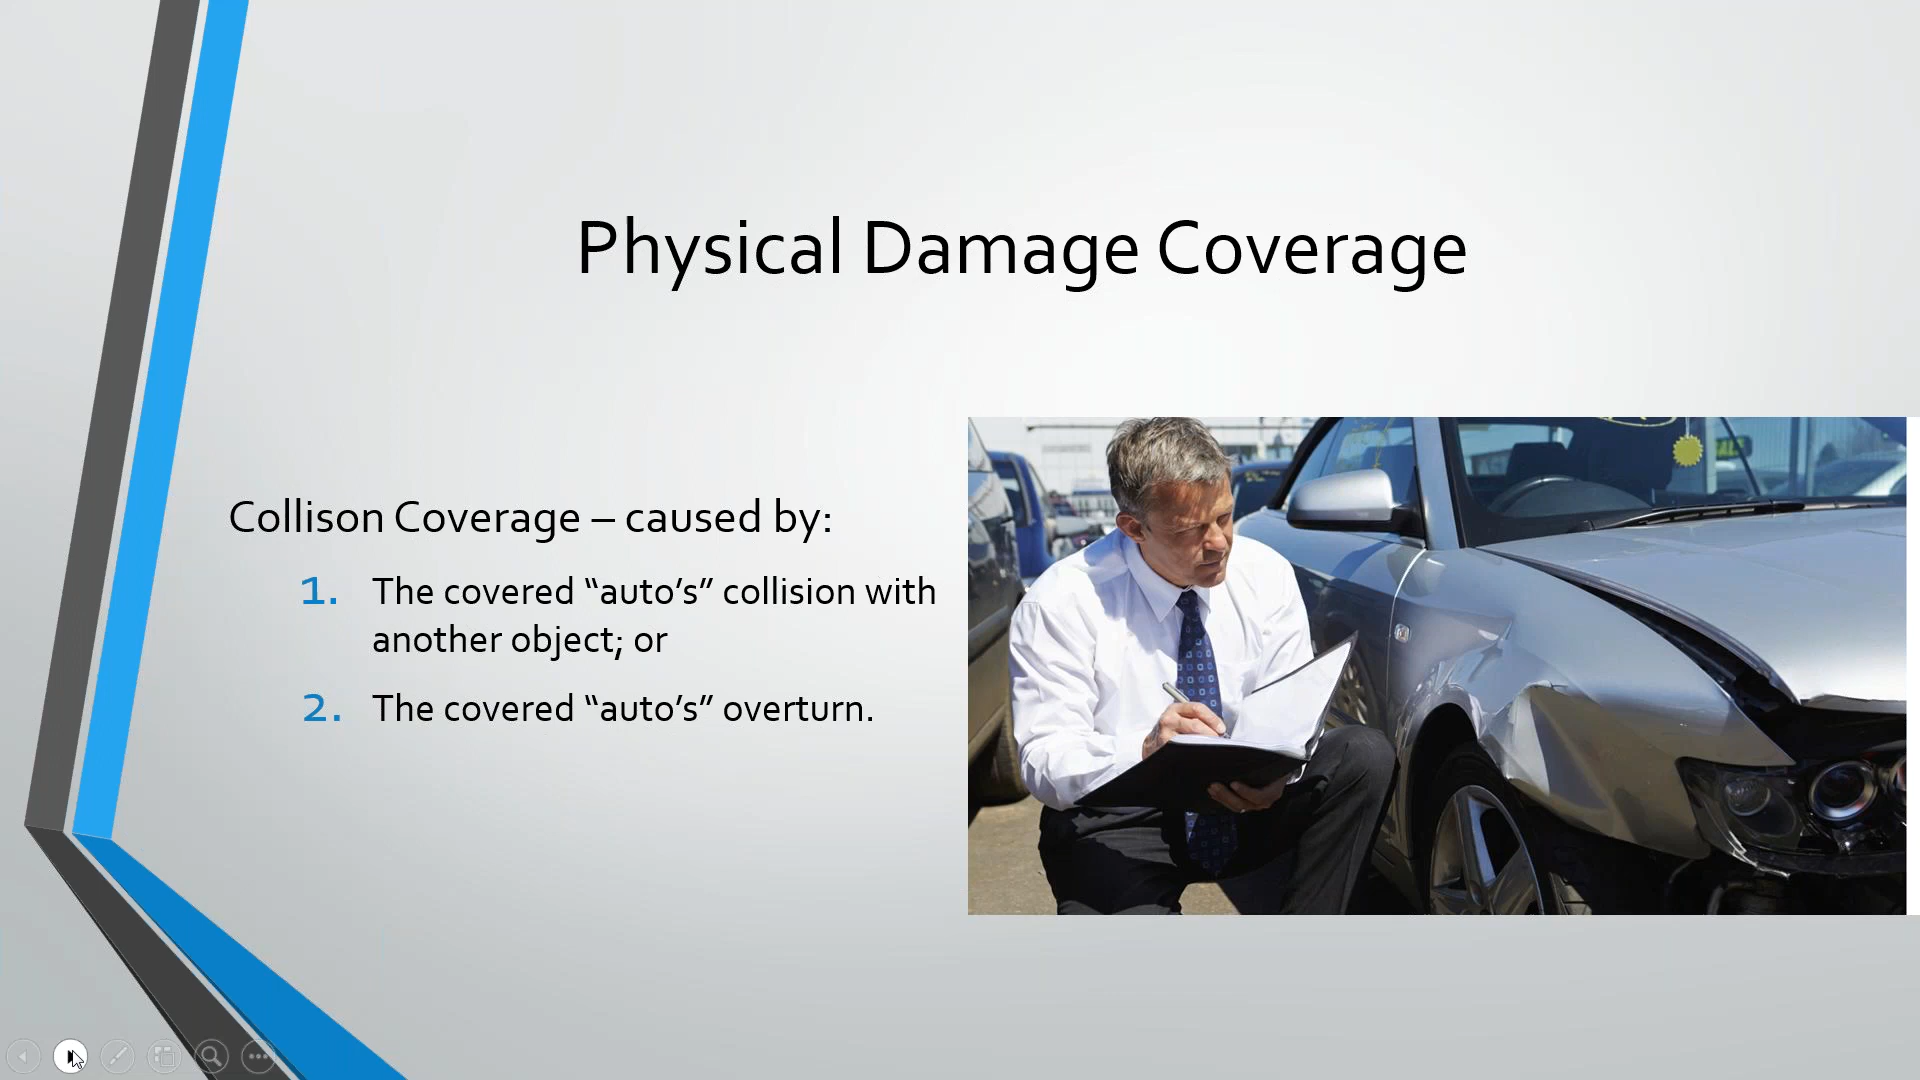 Physical Damage Coverage
Collison Coverage – caused by:
1. The covered “auto’s” collision with
another object; or
2. The covered “auto’s” overturn.